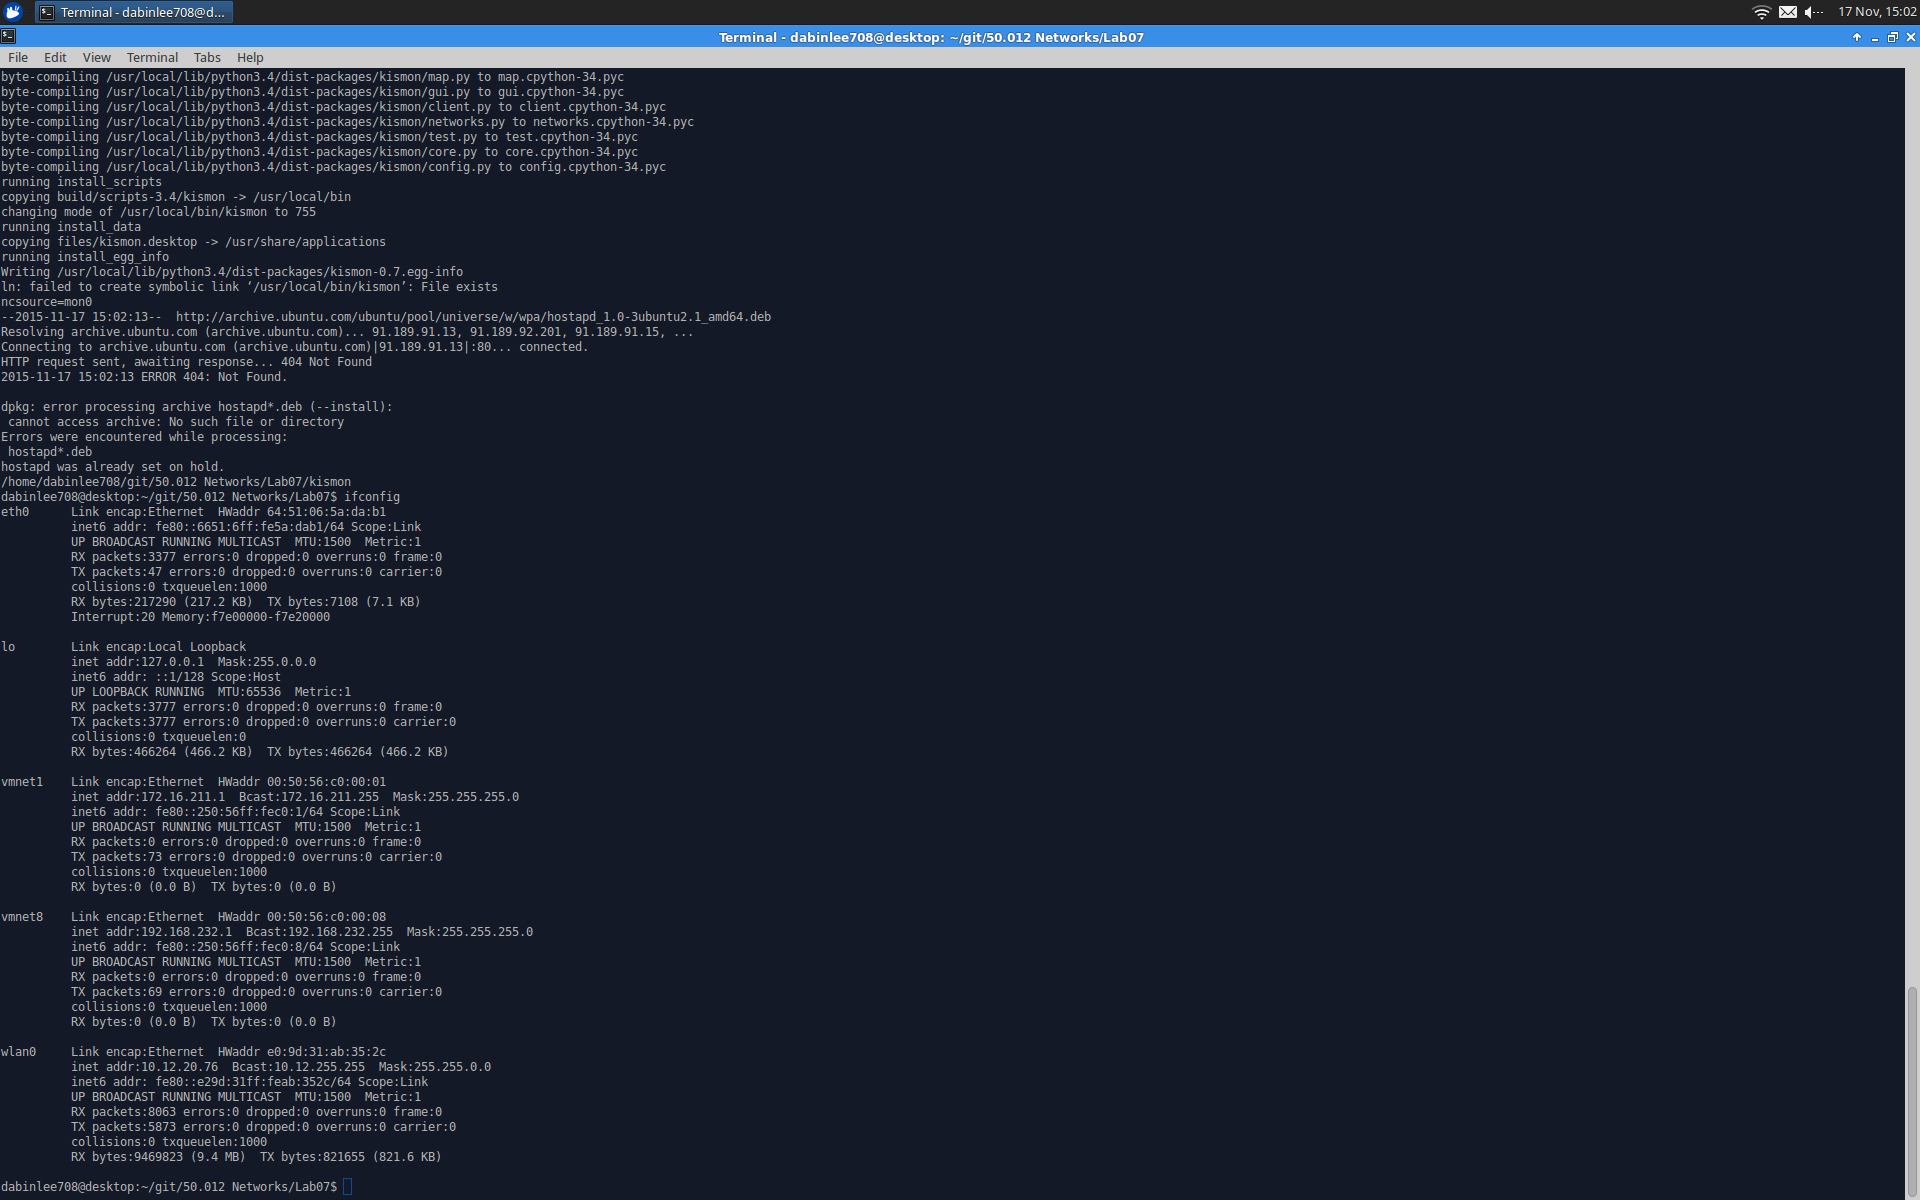 Terminal - dabinlee708@d...
17 Nov, 15:02
Terminal - dabinlee708@desktop: ~/git/50.012 Networks/Lab07
File Edit View Terminal Tabs Help
byte-compiling /usr/local/lib/python3.4/dist-packages/kismon/map.py to map.cpython-34.pyc
byte-compiling /usr/local/lib/python3.4/dist-packages/kismon/gui.py to gui.cpython-34.pyc
byte-compiling /usr/local/lib/python3.4/dist-packages/kismon/client.py to client.cpython-34.pyc
byte-compiling /usr/local/lib/python3.4/dist-packages/kismon/networks.py to networks.cpython-34.pyc
byte-compiling /usr/local/lib/python3.4/dist-packages/kismon/test.py to test.cpython-34.pyc
byte-compiling /usr/local/lib/python3.4/dist-packages/kismon/core.py to core.cpython-34.pyc
byte-compiling /usr/local/lib/python3.4/dist-packages/kismon/config.py to config.cpython-34.pyc
running install_scripts
copying build/scripts-3.4/kismon -> /usr/local/bin
changing mode of /usr/local/bin/kismon to 755
running install_data
copying files/kismon.desktop -> /usr/share/applications
running install_egg_info
Writing /usr/local/lib/python3.4/dist-packages/kismon-0.7.egg-info
ln: failed to create symbolic link ‘/usr/local/bin/kismon’: File exists
ncsource=mon0
--2015-11-17 15:02:13--  http://archive.ubuntu.com/ubuntu/pool/universe/w/wpa/hostapd_1.0-3ubuntu2.1_amd64.deb
Resolving archive.ubuntu.com (archive.ubuntu.com)... 91.189.91.13, 91.189.92.201, 91.189.91.15, ...
Connecting to archive.ubuntu.com (archive.ubuntu.com)|91.189.91.13|:80... connected.
HTTP request sent, awaiting response... 404 Not Found
2015-11-17 15:02:13 ERROR 404: Not Found.
dpkg: error processing archive hostapd*.deb (--install):
cannot access archive: No such file or directory
Errors were encountered while processing:
hostapd*.deb
hostapd was already set on hold.
/home/dabinlee708/git/50.012 Networks/Lab07/kismon
dabinlee708@desktop:~/git/50.012 Networks/Lab07$ ifconfig
eth0      Link encap:Ethernet  HWaddr 64:51:06:5a:da:b1
inet6 addr: fe80::6651:6ff:fe5a:dab1/64 Scope:Link
UP BROADCAST RUNNING MULTICAST  MTU:1500  Metric:1
RX packets:3377 errors:0 dropped:0 overruns:0 frame:0
TX packets:47 errors:0 dropped:0 overruns:0 carrier:0
collisions:0 txqueuelen:1000
RX bytes:217290 (217.2 KB)  TX bytes:7108 (7.1 KB)
Interrupt:20 Memory:f7e00000-f7e20000
lo        Link encap:Local Loopback
inet addr:127.0.0.1  Mask:255.0.0.0
inet6 addr: ::1/128 Scope:Host
UP LOOPBACK RUNNING  MTU:65536  Metric:1
RX packets:3777 errors:0 dropped:0 overruns:0 frame:0
TX packets:3777 errors:0 dropped:0 overruns:0 carrier:0
collisions:0 txqueuelen:0
RX bytes:466264 (466.2 KB)  TX bytes:466264 (466.2 KB)
vmnet1    Link encap:Ethernet  HWaddr 00:50:56:c0:00:01
inet addr:172.16.211.1  Bcast:172.16.211.255  Mask:255.255.255.0
inet6 addr: fe80::250:56ff:fec0:1/64 Scope:Link
UP BROADCAST RUNNING MULTICAST  MTU:1500  Metric:1
RX packets:0 errors:0 dropped:0 overruns:0 frame:0
TX packets:73 errors:0 dropped:0 overruns:0 carrier:0
collisions:0 txqueuelen:1000
RX bytes:0 (0.0 B)  TX bytes:0 (0.0 B)
vmnet8    Link encap:Ethernet  HWaddr 00:50:56:c0:00:08
inet addr:192.168.232.1  Bcast:192.168.232.255  Mask:255.255.255.0
inet6 addr: fe80::250:56ff:fec0:8/64 Scope:Link
UP BROADCAST RUNNING MULTICAST  MTU:1500  Metric:1
RX packets:0 errors:0 dropped:0 overruns:0 frame:0
TX packets:69 errors:0 dropped:0 overruns:0 carrier:0
collisions:0 txqueuelen:1000
RX bytes:0 (0.0 B)  TX bytes:0 (0.0 B)
wlan0     Link encap:Ethernet  HWaddr e0:9d:31:ab:35:2c
inet addr:10.12.20.76  Bcast:10.12.255.255  Mask:255.255.0.0
inet6 addr: fe80::e29d:31ff:feab:352c/64 Scope:Link
UP BROADCAST RUNNING MULTICAST  MTU:1500  Metric:1
RX packets:8063 errors:0 dropped:0 overruns:0 frame:0
TX packets:5873 errors:0 dropped:0 overruns:0 carrier:0
collisions:0 txqueuelen:1000
RX bytes:9469823 (9.4 MB)  TX bytes:821655 (821.6 KB)
dabinlee708@desktop:~/git/50.012 Networks/Lab07$